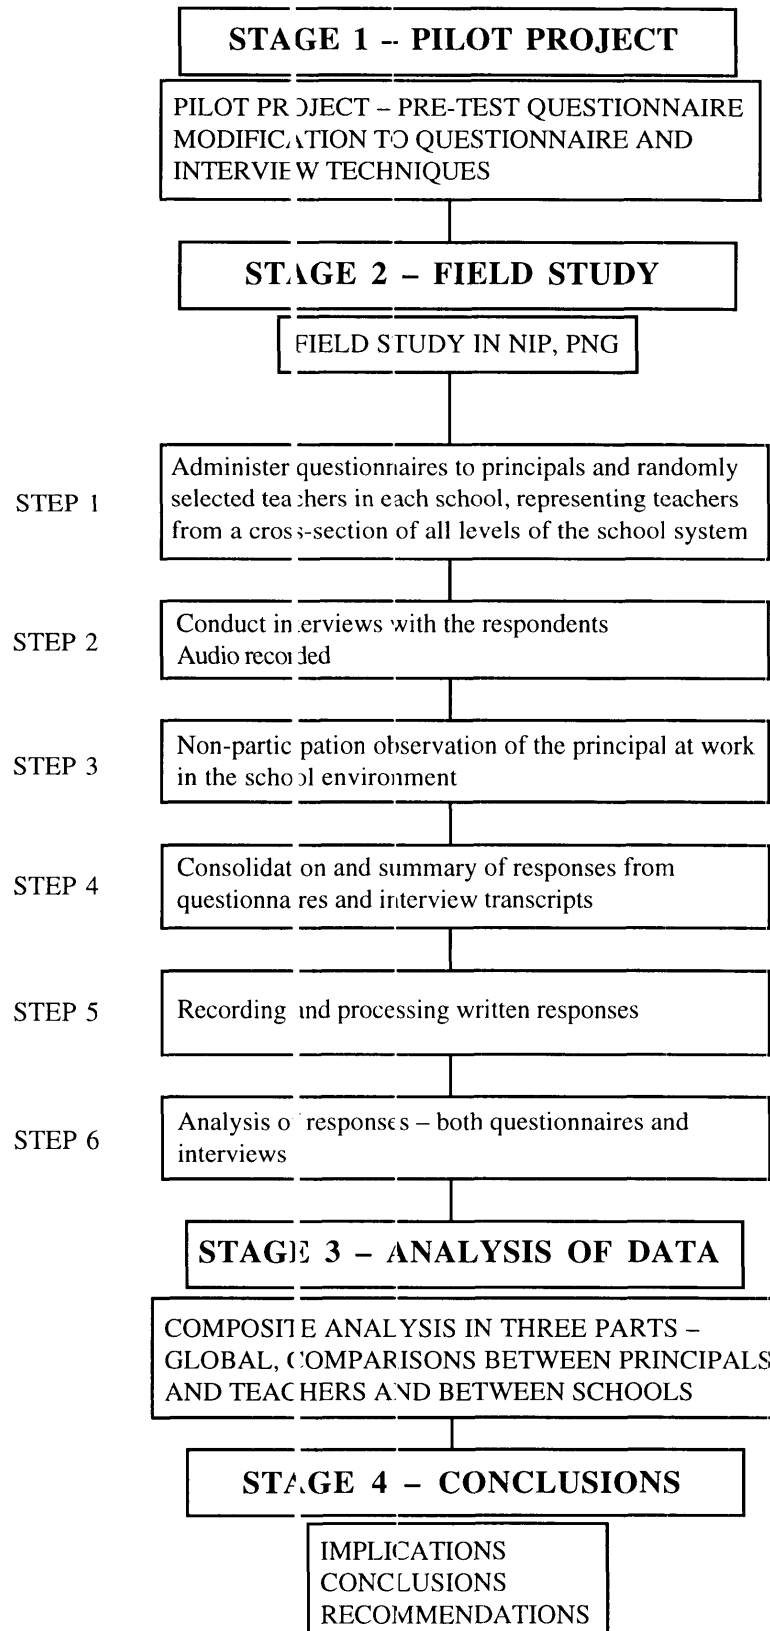 STAGE 1 – PILOT PROJECT
PILOT PROJECT – PRE-TEST QUESTIONNAIRE
MODIFICATION TO QUESTIONNAIRE AND
INTERVIEW TECHNIQUES
STAGE 2 – FIELD STUDY
FIELD STUDY IN NIP, PNG
STEP 1
Administer questionnaires to principals and randomly
selected teachers in each school, representing teachers
from a cross-section of all levels of the school system
STEP 2
Conduct interviews with the respondents
Audio recorded
STEP 3
Non-participation observation of the principal at work
in the school environment
STEP 4
Consolidation and summary of responses from
questionnaires and interview transcripts
STEP 5
Recording and processing written responses
STEP 6
Analysis of responses – both questionnaires and
interviews
STAGE 3 – ANALYSIS OF DATA
COMPOSITE ANALYSIS IN THREE PARTS –
GLOBAL, COMPARISONS BETWEEN PRINCIPALS
AND TEACHERS AND BETWEEN SCHOOLS
STAGE 4 – CONCLUSIONS
IMPLICATIONS
CONCLUSIONS
RECOMMENDATIONS